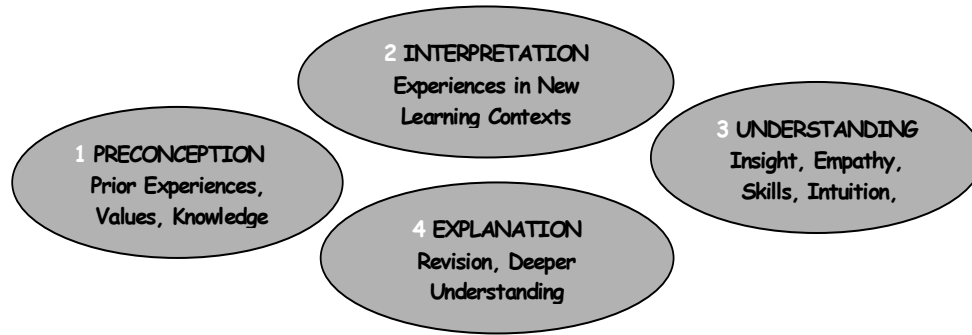 1 PRECONCEPTION
Prior Experiences,
Values, Knowledge
2 INTERPRETATION
Experiences in New
Learning Contexts
3 UNDERSTANDING
Insight, Empathy,
Skills, Intuition,
4 EXPLANATION
Revision, Deeper
Understanding